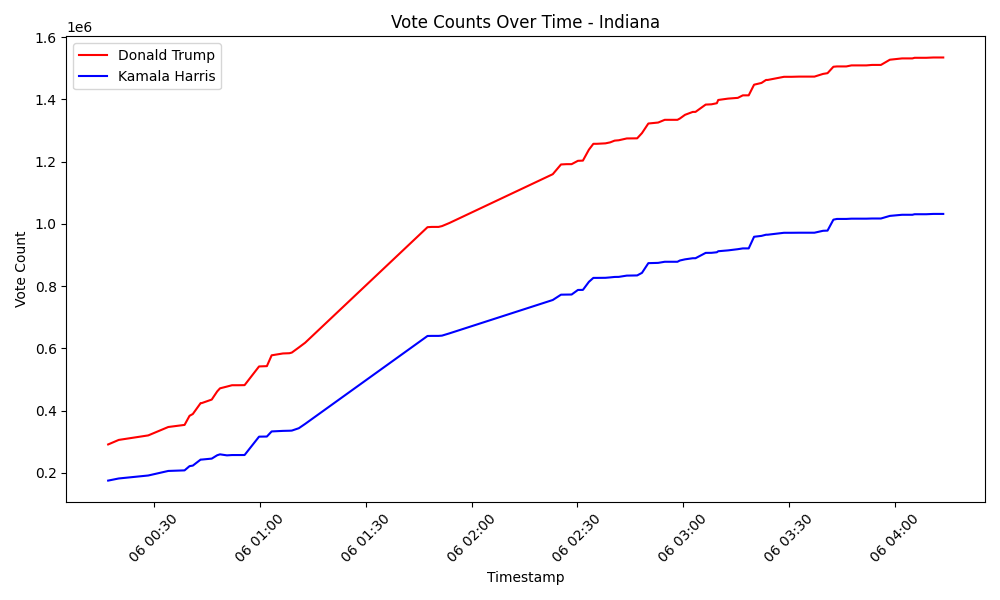 Vote Counts Over Time - Indiana
1e6
Donald Trump
Kamala Harris
1.6
1.4
1.2
1.0
0.8
0.6
0.4
0.2
Vote Count
06 00:30
06 01:00
06 01:30
06 02:00
06 02:30
06 03:00
06 03:30
06 04:00
Timestamp